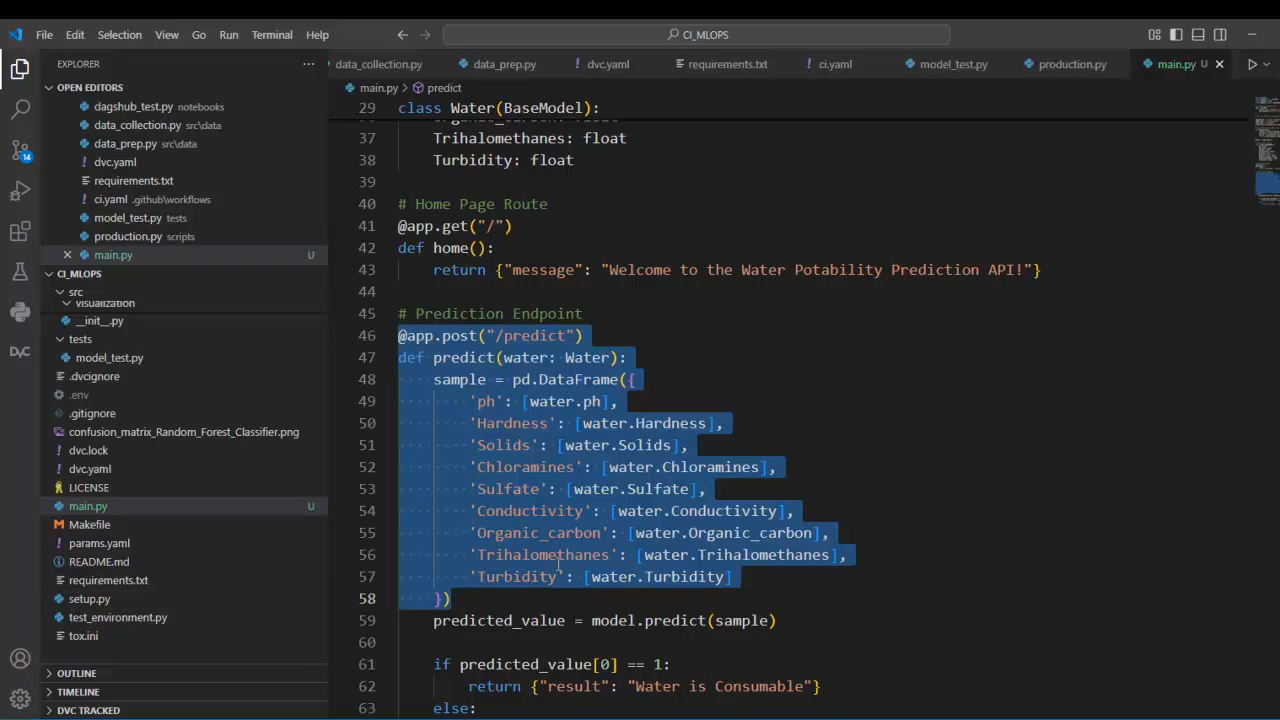 File Edit Selection View Go Run Terminal Help CI_MLOPS
EXPLORER
OPEN EDITORS
dagshub_test.py notebooks
data_collection.py src\data
data_prep.py src\data
dvc.yaml
requirements.txt
ci.yaml .github\workflows
model_test.py tests
production.py scripts
main.py U
CI_MLOPS
src
visualization
__init__.py
tests
model_test.py
.dvcignore
.env
.gitignore
confusion_matrix_Random_Forest_Classifier.png
dvc.lock
dvc.yaml
LICENSE
main.py U
Makefile
params.yaml
README.md
requirements.txt
setup.py
test_environment.py
tox.ini
OUTLINE
TIMELINE
DVC TRACKED
14
DVC
data_collection.py data_prep.py dvc.yaml requirements.txt ci.yaml model_test.py production.py main.py U
main.py > predict
29 class Water(BaseModel):
37 Trihalomethanes: float
38 Turbidity: float
39
40 # Home Page Route
41 @app.get("/")
42 def home():
43 return {"message": "Welcome to the Water Potability Prediction API!"}
44
45 # Prediction Endpoint
46 @app.post("/predict")
47 def predict(water: Water):
48 sample = pd.DataFrame({
49 'ph': [water.ph],
50 'Hardness': [water.Hardness],
51 'Solids': [water.Solids],
52 'Chloramines': [water.Chloramines],
53 'Sulfate': [water.Sulfate],
54 'Conductivity': [water.Conductivity],
55 'Organic_carbon': [water.Organic_carbon],
56 'Trihalomethanes': [water.Trihalomethanes],
57 'Turbidity': [water.Turbidity]
58 })
59 predicted_value = model.predict(sample)
60
61 if predicted_value[0] == 1:
62 return {"result": "Water is Consumable"}
63 else: